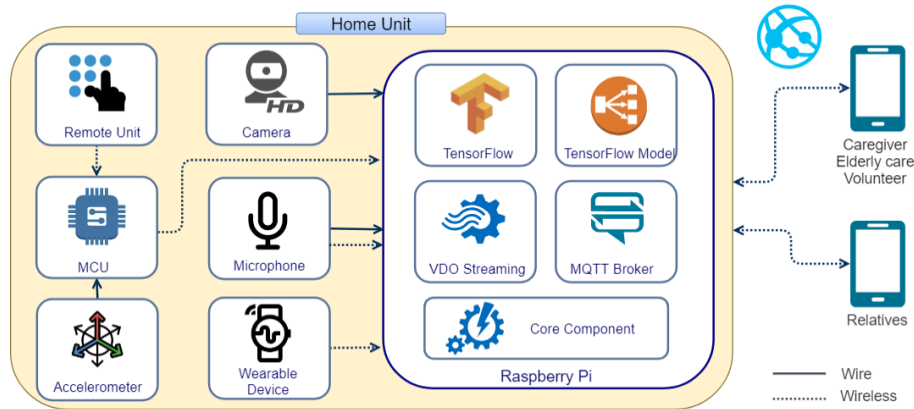 Home Unit
Remote Unit
HD
Camera
TensorFlow
TensorFlow Model
Caregiver
Elderly care
Volunteer
MCU
Microphone
VDO Streaming
MQTT Broker
Core Component
Relatives
Accelerometer
Wearable
Device
Raspberry Pi
Wire
Wireless